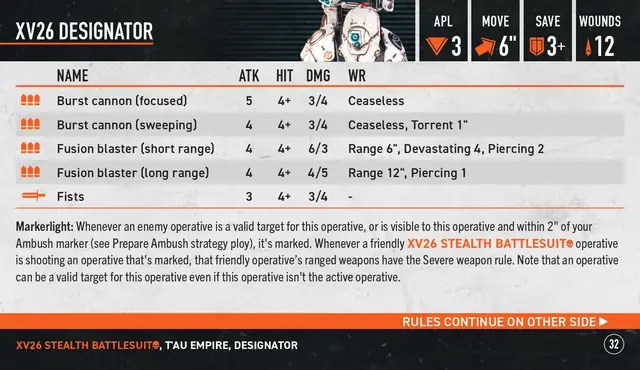 XV26 DESIGNATOR
APL MOVE SAVE WOUNDS
3 6" 3+ 12
NAME ATK HIT DMG WR
Burst cannon (focused) 5 4+ 3/4 Ceaseless
Burst cannon (sweeping) 4 4+ 3/4 Ceaseless, Torrent 1"
Fusion blaster (short range) 4 4+ 6/3 Range 6", Devastating 4, Piercing 2
Fusion blaster (long range) 4 4+ 4/5 Range 12", Piercing 1
Fists 3 4+ 3/4 -
Markerlight: Whenever an enemy operative is a valid target for this operative, or is visible to this operative and within 2" of your
Ambush marker (see Prepare Ambush strategy ploy), it's marked. Whenever a friendly XV26 STEALTH BATTLESUIT operative
is shooting an operative that's marked, that friendly operative's ranged weapons have the Severe weapon rule. Note that an operative
can be a valid target for this operative even if this operative isn't the active operative.
RULES CONTINUE ON OTHER SIDE ▶
XV26 STEALTH BATTLESUIT, T'AU EMPIRE, DESIGNATOR
32